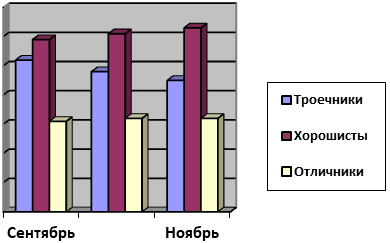 Троечники
Хорошисты
Отличники
Сентябрь Ноябрь